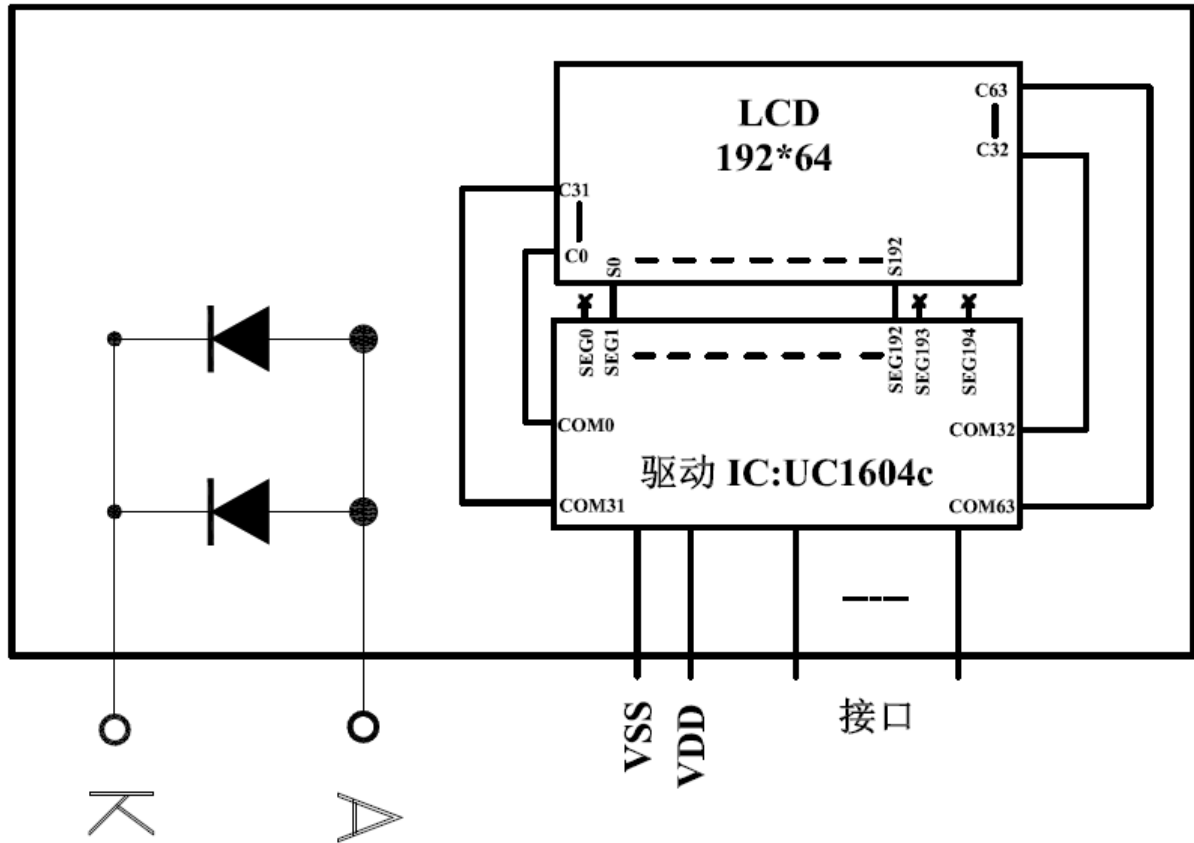 LCD
192*64
C63
C32
C31
C0
S0
S192
SEG0
SEG1
SEG192
SEG193
SEG194
COM0
COM32
驱动 IC:UC1604c
COM31
COM63
VSS
VDD
接口
K
A